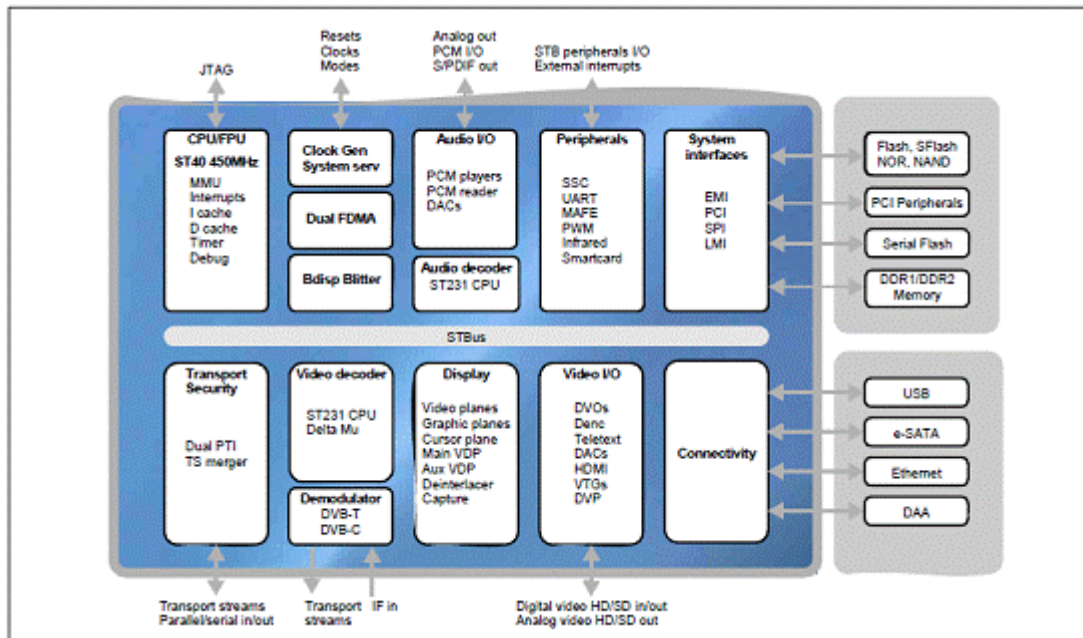 JTAG
Resets
Clocks
Modes
Analog out
PCM I/O
S/PDIF out
STB peripherals I/O
External interrupts
CPU/FPU
ST40 450MHz
MMU
Interrupts
I cache
D cache
Timer
Debug
Clock Gen
System serv
Dual FDMA
Bdisp Blitter
Audio I/O
PCM players
PCM reader
DACs
Audio decoder
ST231 CPU
Peripherals
SSC
UART
MAFE
PWM
Infrared
Smartcard
System
interfaces
EMI
PCI
SPI
LMI
Flash, SFlash
NOR, NAND
PCI Peripherals
Serial Flash
DDR1/DDR2
Memory
STBus
Transport
Security
Dual PTI
TS merger
Video decoder
ST231 CPU
Delta Mu
Demodulator
DVB-T
DVB-C
Display
Video planes
Graphic planes
Cursor plane
Main VDP
Aux VDP
Deinterlacer
Capture
Video I/O
DVOs
Denc
Teletext
DACs
HDMI
VTGs
DVP
Connectivity
USB
e-SATA
Ethernet
DAA
Transport streams
Parallel/serial in/out
Transport
streams
IF in
Digital video HD/SD in/out
Analog video HD/SD out